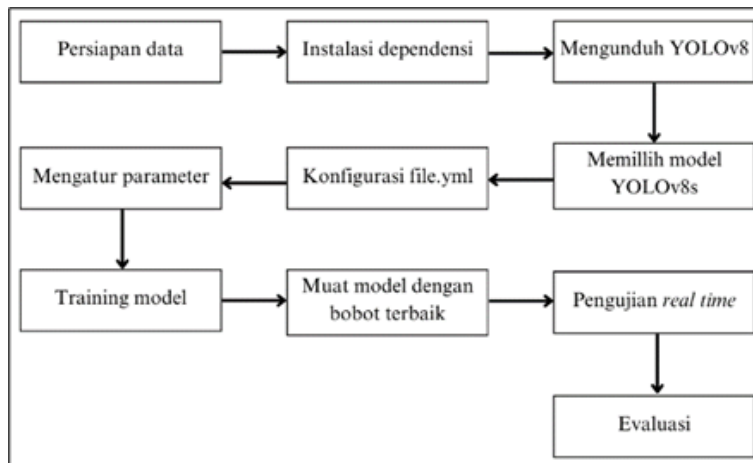 Persiapan data
Instalasi dependensi
Mengunduh YOLOv8
Memillih model
YOLOv8s
Konfigurasi file.yml
Mengatur parameter
Training model
Muat model dengan
bobot terbaik
Pengujian real time
Evaluasi